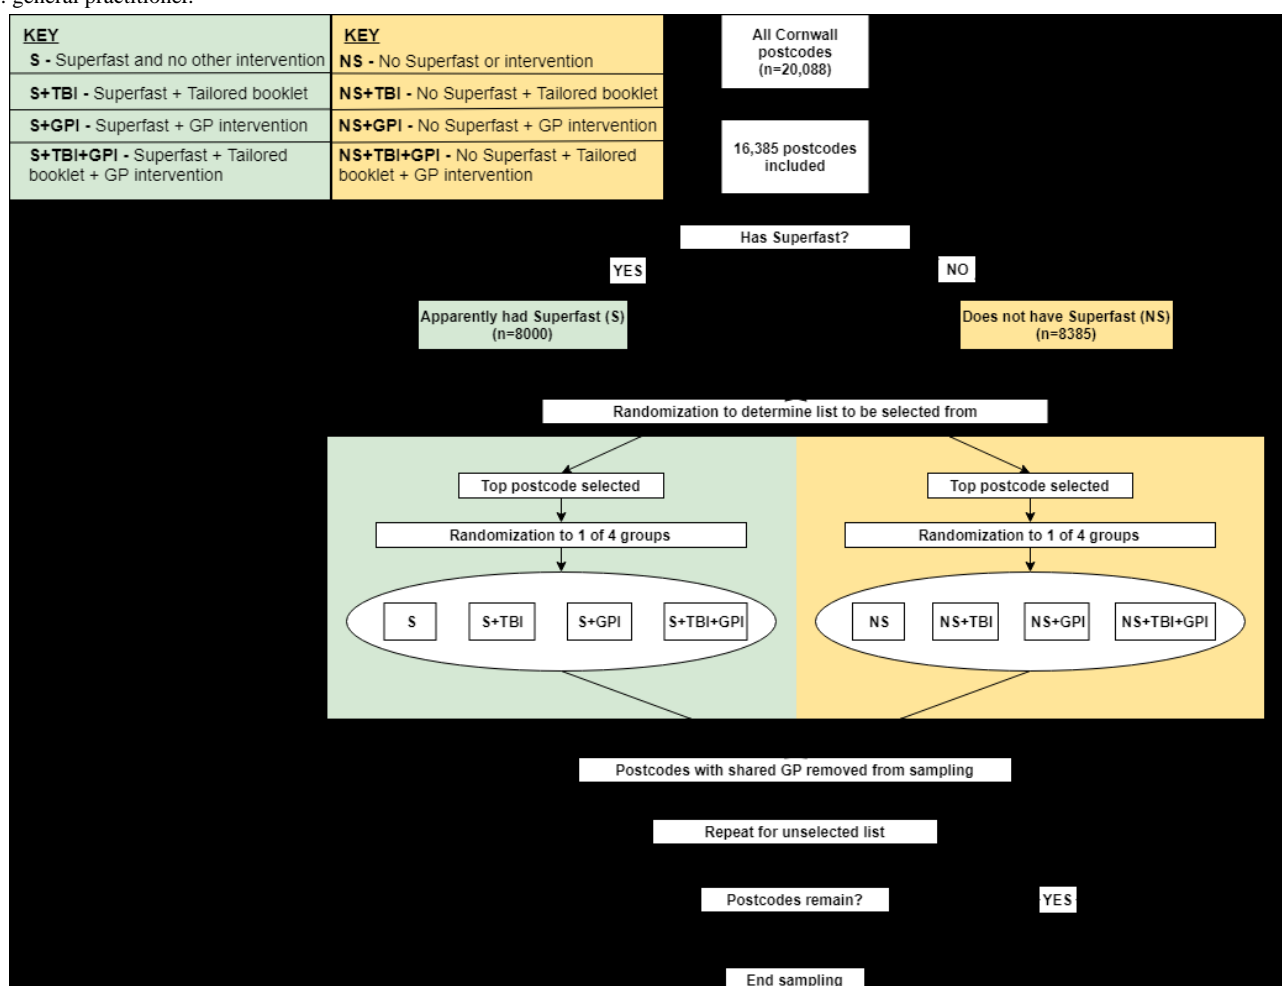 : general practitioner.
KEY
S - Superfast and no other intervention
S+TBI - Superfast + Tailored booklet
S+GPI - Superfast + GP intervention
S+TBI+GPI - Superfast + Tailored
booklet + GP intervention
KEY
NS - No Superfast or intervention
NS+TBI - No Superfast + Tailored booklet
NS+GPI - No Superfast + GP intervention
NS+TBI+GPI - No Superfast + Tailored
booklet + GP intervention
All Cornwall
postcodes
(n=20,088)
16,385 postcodes
included
Has Superfast?
YES
NO
Apparently had Superfast (S)
(n=8000)
Does not have Superfast (NS)
(n=8385)
Randomization to determine list to be selected from
Top postcode selected
Top postcode selected
Randomization to 1 of 4 groups
Randomization to 1 of 4 groups
S
S+TBI
S+GPI
S+TBI+GPI
NS
NS+TBI
NS+GPI
NS+TBI+GPI
Postcodes with shared GP removed from sampling
Repeat for unselected list
Postcodes remain?
YES
End sampling